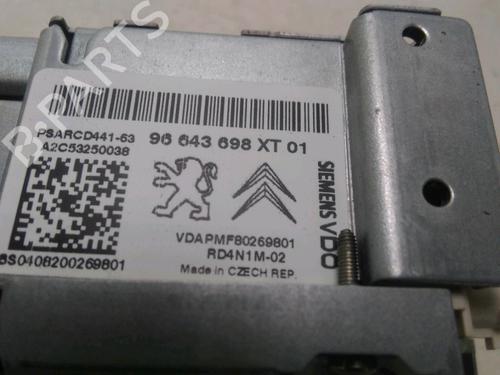 B-PARTS
PSARCD441-63
A2C53250038
96 643 698 XT 01
SIEMENS VDO
VDAPMF80269801
RD4N1M-02
Made in CZECH REP.
6S0408200269801